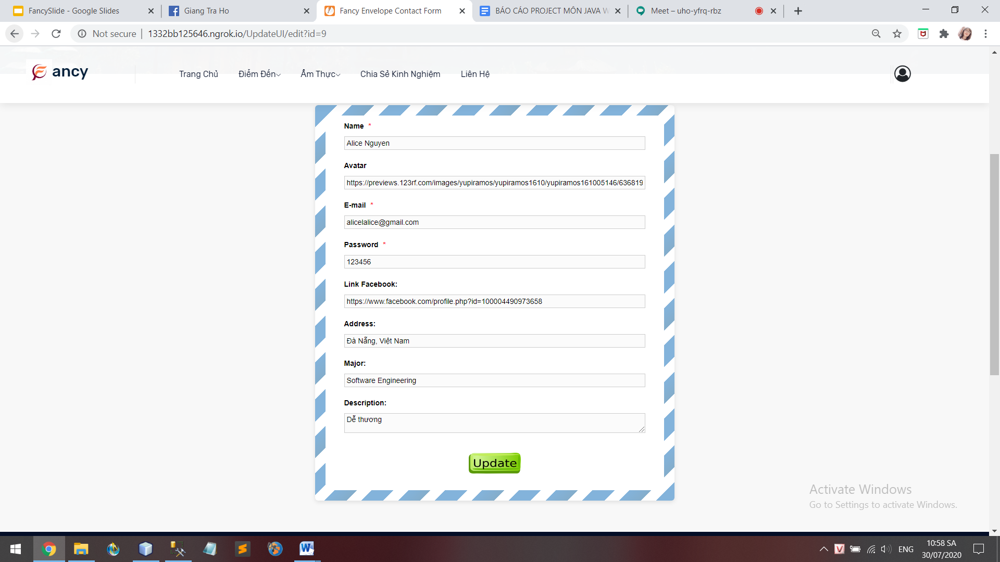 FancySlide - Google Slides
Giang Tra Ho
Fancy Envelope Contact Form
BÁO CÁO PROJECT MÔN JAVA W
Meet – uho-yfrq-rbz
Not secure
1332bb125646.ngrok.io/UpdateUI/edit?id=9
ancy
Trang Chủ
Điểm Đến
Ẩm Thực
Chia Sẻ Kinh Nghiệm
Liên Hệ
Name *
Alice Nguyen
Avatar
https://previews.123rf.com/images/yupiramos/yupiramos1610/yupiramos161005146/636819
E-mail *
alicelalice@gmail.com
Password *
123456
Link Facebook:
https://www.facebook.com/profile.php?id=100004490973658
Address:
Đà Nẵng, Việt Nam
Major:
Software Engineering
Description:
Dễ thương
Update
Activate Windows
Go to Settings to activate Windows.
ENG
10:58 SA
30/07/2020